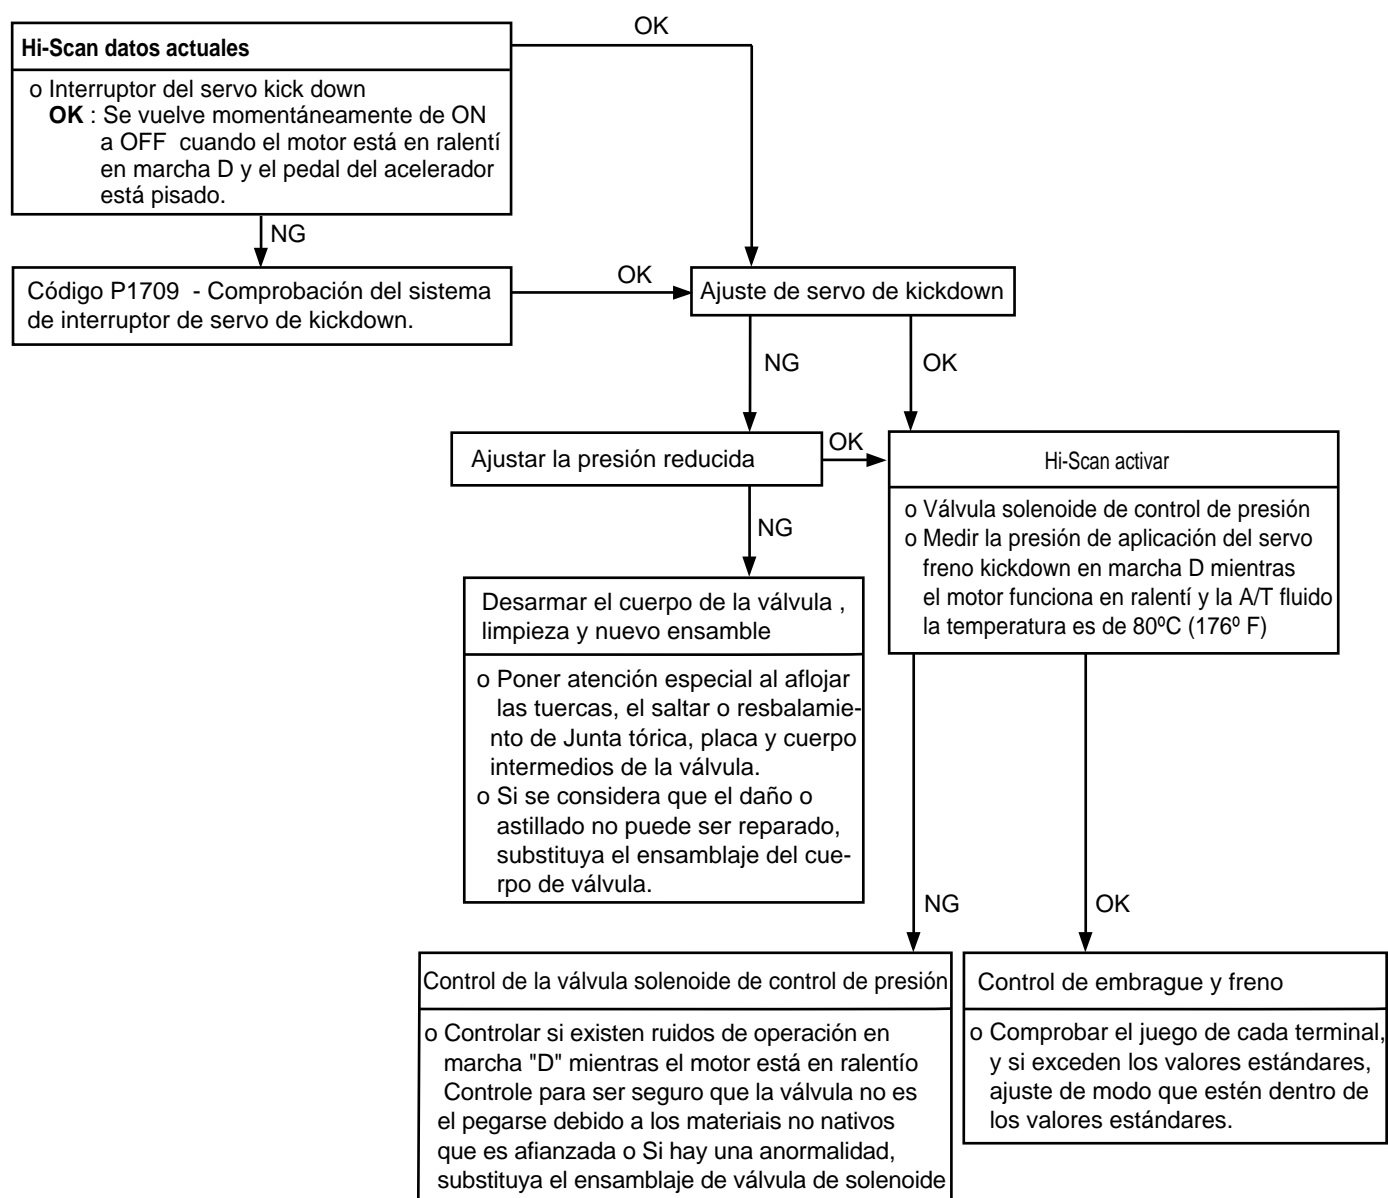 OK
Hi-Scan datos actuales
o Interruptor del servo kick down
OK : Se vuelve momentáneamente de ON
a OFF cuando el motor está en ralentí
en marcha D y el pedal del acelerador
está pisado.
NG
Código P1709 - Comprobación del sistema
de interruptor de servo de kickdown.
OK
Ajuste de servo de kickdown
NG
OK
Ajustar la presión reducida
OK
Hi-Scan activar
o Válvula solenoide de control de presión
o Medir la presión de aplicación del servo
freno kickdown en marcha D mientras
el motor funciona en ralentí y la A/T fluido
la temperatura es de 80ºC (176º F)
NG
Desarmar el cuerpo de la válvula ,
limpieza y nuevo ensamble
o Poner atención especial al aflojar
las tuercas, el saltar o resbalamie-
nto de Junta tórica, placa y cuerpo
intermedios de la válvula.
o Si se considera que el daño o
astillado no puede ser reparado,
substituya el ensamblaje del cue-
rpo de válvula.
NG
OK
Control de la válvula solenoide de control de presión
o Controlar si existen ruidos de operación en
marcha "D" mientras el motor está en ralentío
Controle para ser seguro que la válvula no es
el pegarse debido a los materiais no nativos
que es afianzada o Si hay una anormalidad,
substituya el ensamblaje de válvula de solenoide
Control de embrague y freno
o Comprobar el juego de cada terminal,
y si exceden los valores estándares,
ajuste de modo que estén dentro de
los valores estándares.